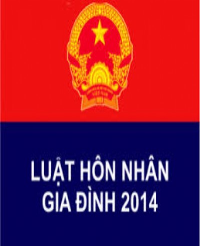 LUẬT HÔN NHÂN
GIA ĐÌNH 2014